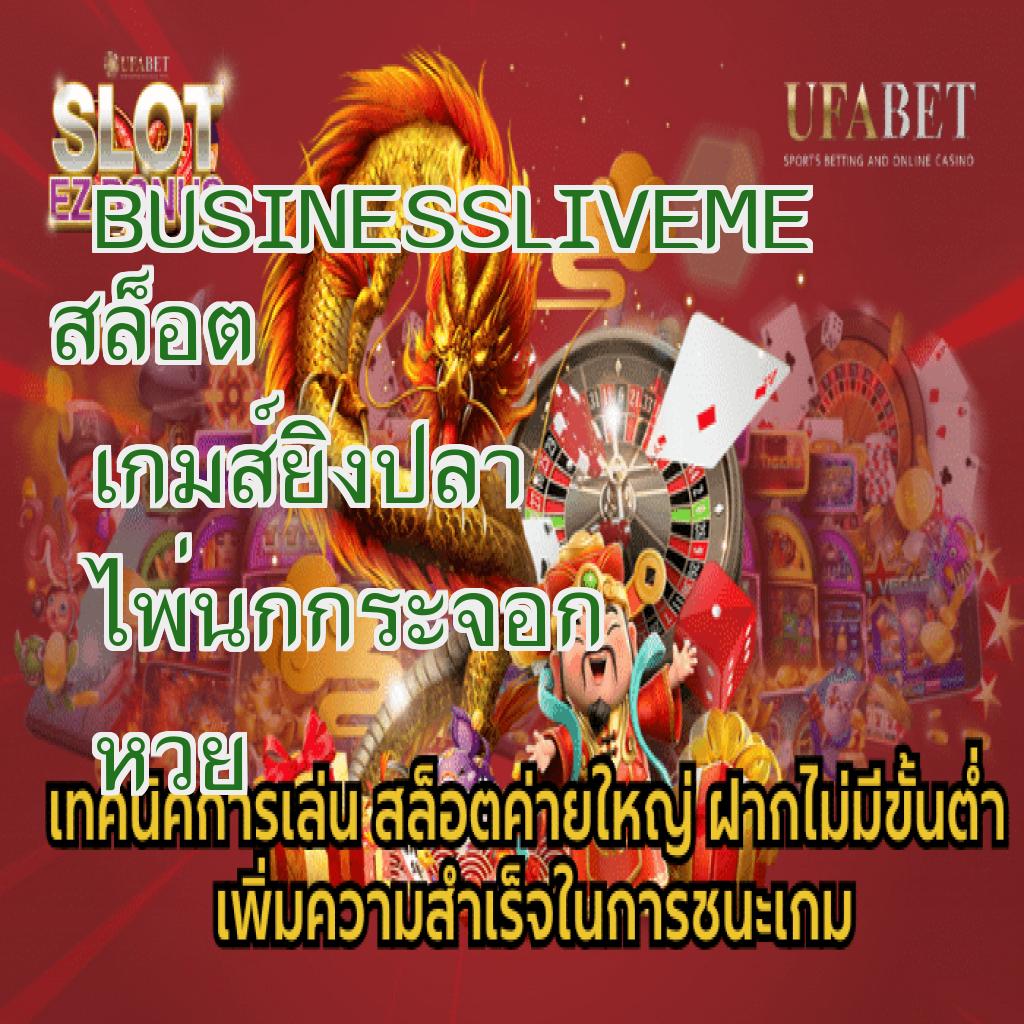 UFABET
SLOT
UFABET
SPORTS BETTING AND ONLINE CASINO
BUSINESSLIVEME
สล็อต
เกมส์ยิงปลา
ไพ่นกกระจอก
หวย
เทคนิคการเล่น สล็อตค่ายใหญ่ ฝากไม่มีขั้นต่ำ
เพิ่มความสำเร็จในการชนะเกม